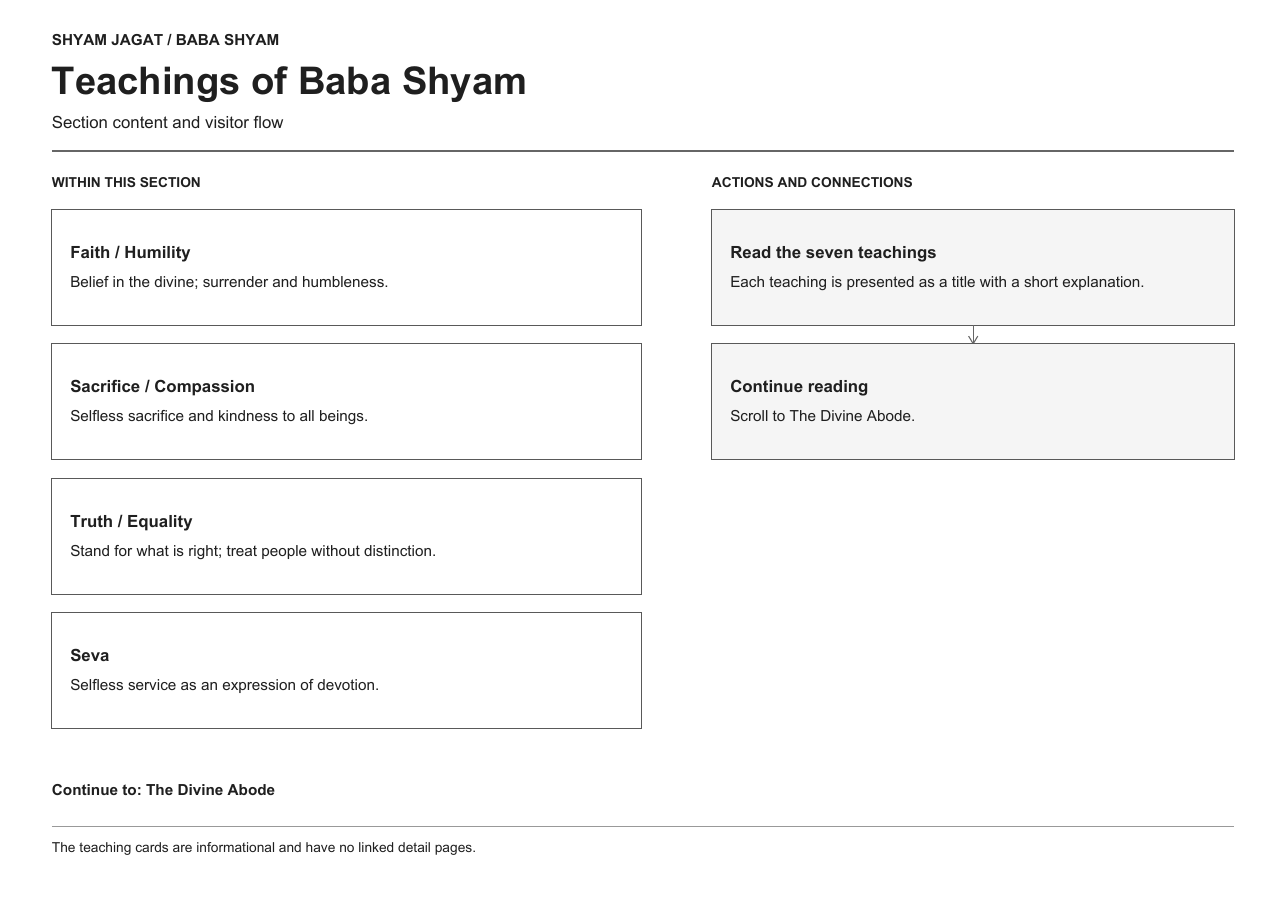 SHYAM JAGAT / BABA SHYAM
Teachings of Baba Shyam
Section content and visitor flow
WITHIN THIS SECTION
Faith / Humility
Belief in the divine; surrender and humbleness.
Sacrifice / Compassion
Selfless sacrifice and kindness to all beings.
Truth / Equality
Stand for what is right; treat people without distinction.
Seva
Selfless service as an expression of devotion.
ACTIONS AND CONNECTIONS
Read the seven teachings
Each teaching is presented as a title with a short explanation.
Continue reading
Scroll to The Divine Abode.
Continue to: The Divine Abode
The teaching cards are informational and have no linked detail pages.